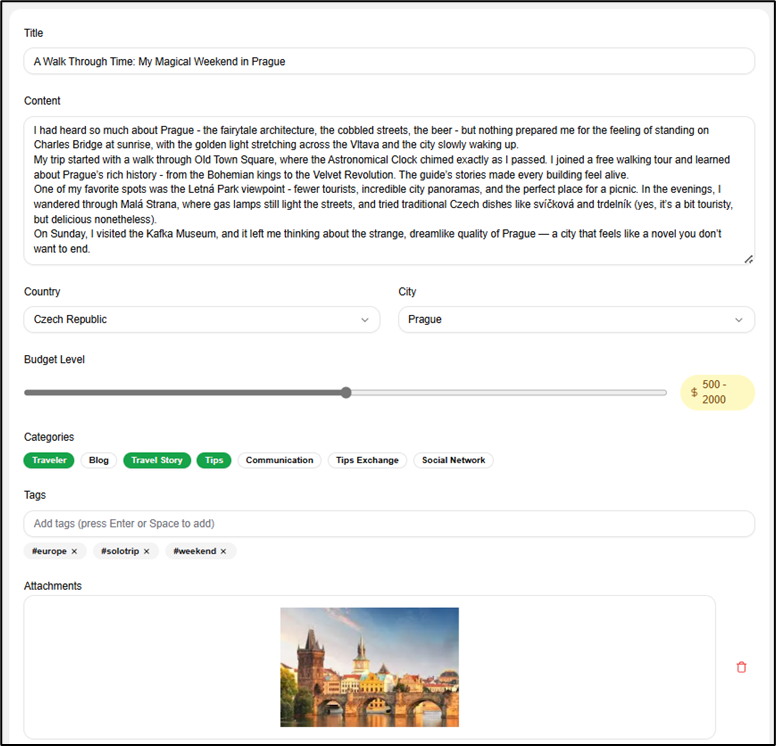 Title
A Walk Through Time: My Magical Weekend in Prague
Content
I had heard so much about Prague - the fairytale architecture, the cobbled streets, the beer - but nothing prepared me for the feeling of standing on
Charles Bridge at sunrise, with the golden light stretching across the Vltava and the city slowly waking up.
My trip started with a walk through Old Town Square, where the Astronomical Clock chimed exactly as I passed. I joined a free walking tour and learned
about Prague's rich history - from the Bohemian kings to the Velvet Revolution. The guide's stories made every building feel alive.
One of my favorite spots was the Letná Park viewpoint - fewer tourists, incredible city panoramas, and the perfect place for a picnic. In the evenings, I
wandered through Malá Strana, where gas lamps still light the streets, and tried traditional Czech dishes like svíčková and trdelník (yes, it's a bit touristy,
but delicious nonetheless).
On Sunday, I visited the Kafka Museum, and it left me thinking about the strange, dreamlike quality of Prague — a city that feels like a novel you don't
want to end.
Country
City
Czech Republic
Prague
Budget Level
$ 500 -
2000
Categories
Traveler Blog Travel Story Tips Communication Tips Exchange Social Network
Tags
Add tags (press Enter or Space to add)
#europe × #solotrip × #weekend ×
Attachments